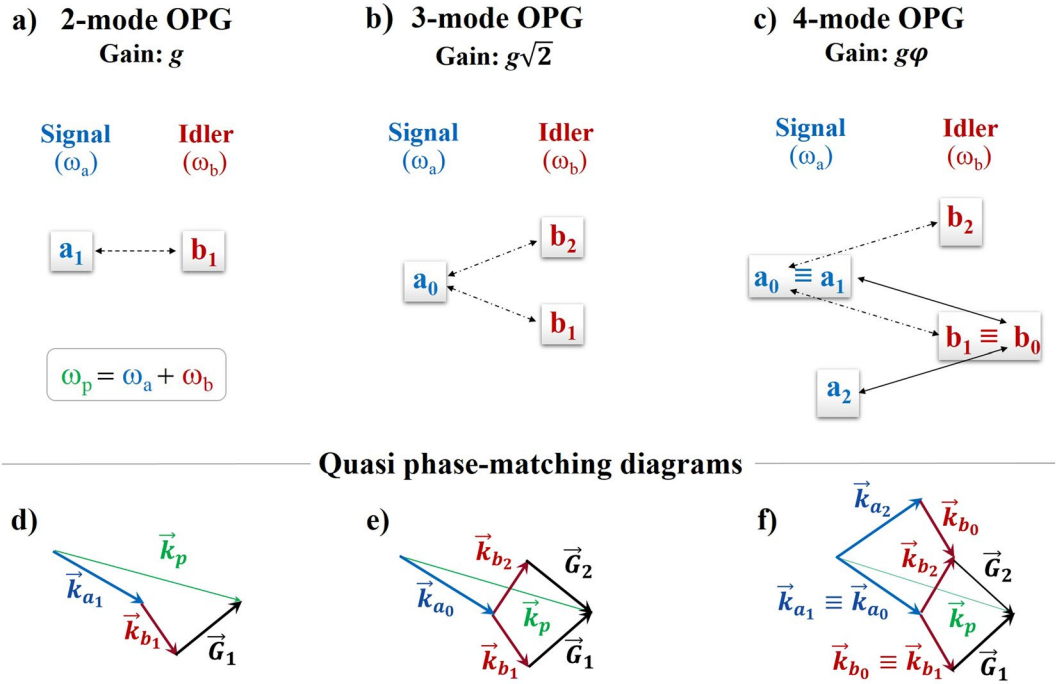 a) 2-mode OPG
Gain: g
Signal Idler
(ωa) (ωb)
a1 b1
ωp = ωa + ωb
b) 3-mode OPG
Gain: g√2
Signal Idler
(ωa) (ωb)
b2
a0
b1
c) 4-mode OPG
Gain: gφ
Signal Idler
(ωa) (ωb)
b2
a0 ≡ a1
b1 ≡ b0
a2
Quasi phase-matching diagrams
d)
k⃗p
k⃗a1
k⃗b1
G⃗1
e)
k⃗b2
G⃗2
k⃗a0
k⃗p
k⃗b1
G⃗1
f)
k⃗a2
k⃗b0
k⃗b2
G⃗2
k⃗a1 ≡ k⃗a0
k⃗p
k⃗b0 ≡ k⃗b1
G⃗1